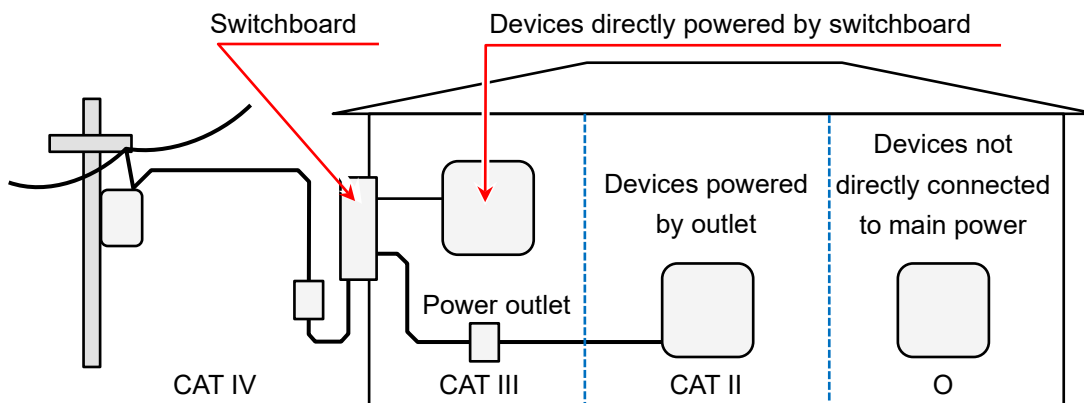 Switchboard
Devices directly powered by switchboard
Devices not
directly connected
to main power
Devices powered
by outlet
Power outlet
CAT IV
CAT III
CAT II
O